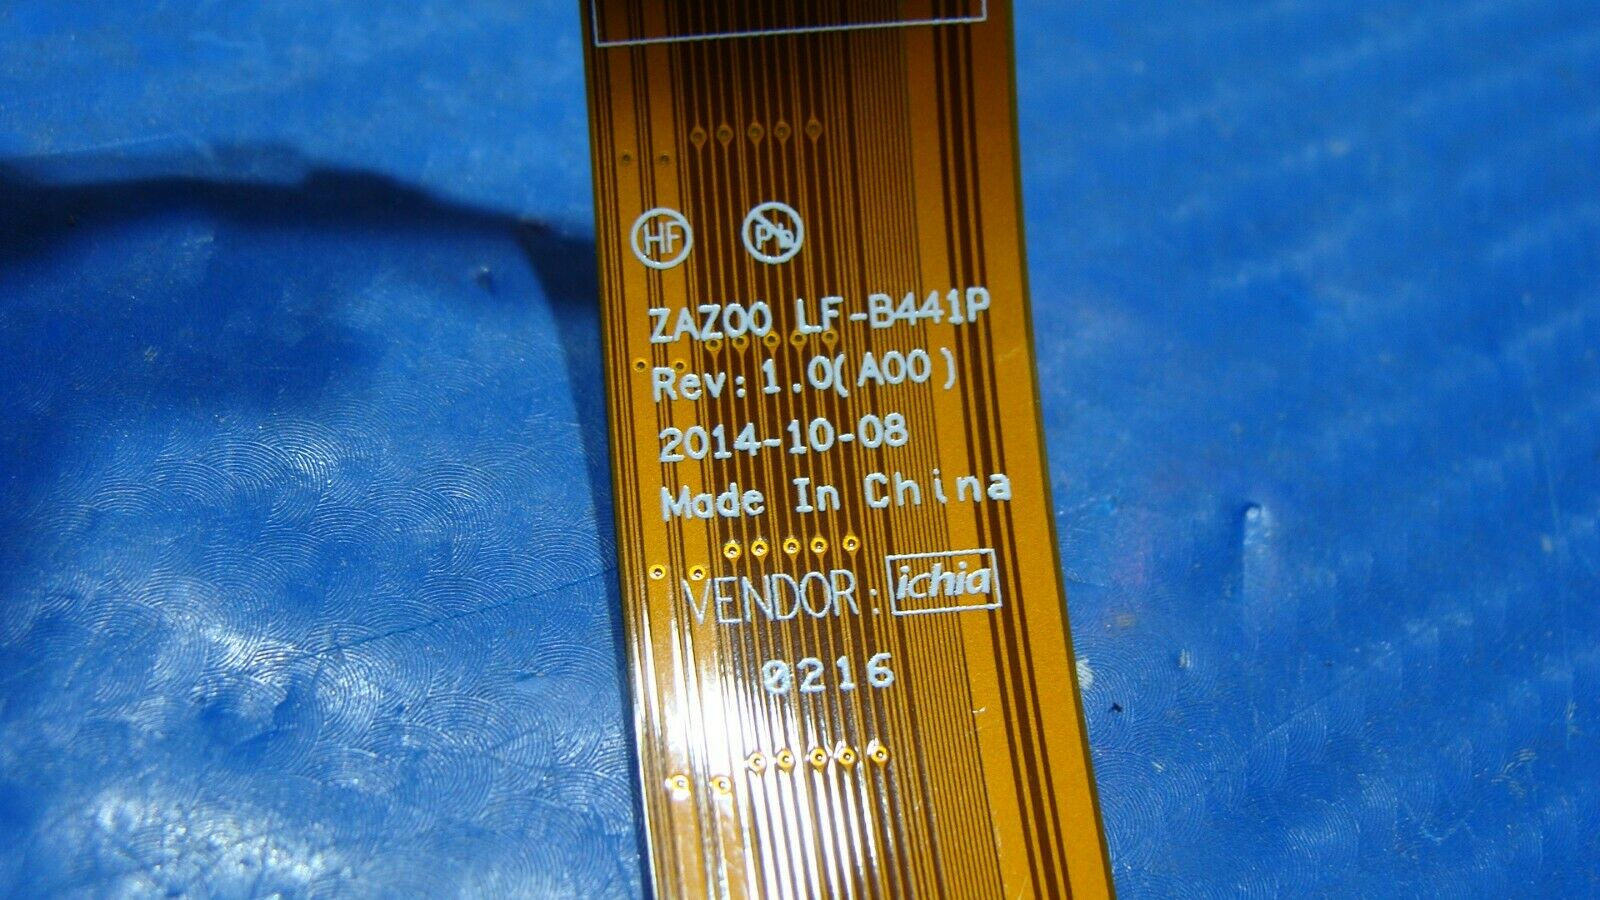 HF Pb
ZAZ00 LF-B441P
Rev: 1.0(A00)
2014-10-08
Made In China
VENDOR: ichia
0216